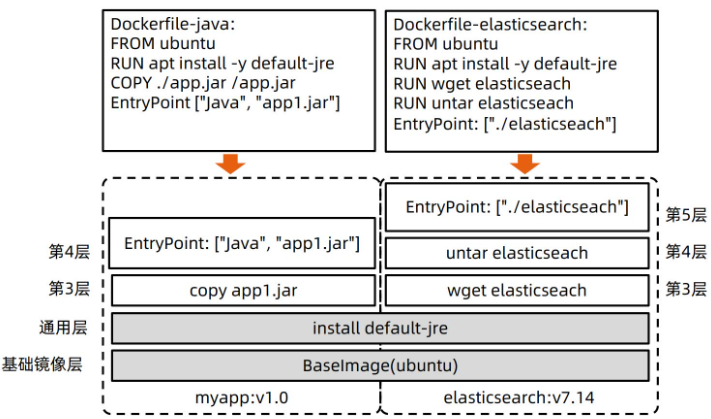 Dockerfile-java:
FROM ubuntu
RUN apt install -y default-jre
COPY ./app.jar /app.jar
EntryPoint ["Java", "app1.jar"]
Dockerfile-elasticsearch:
FROM ubuntu
RUN apt install -y default-jre
RUN wget elasticseach
RUN untar elasticseach
EntryPoint: ["./elasticseach"]
EntryPoint: ["./elasticseach"]
第5层
第4层
EntryPoint: ["Java", "app1.jar"]
untar elasticseach
第4层
第3层
copy app1.jar
wget elasticseach
第3层
通用层
install default-jre
基础镜像层
BaseImage(ubuntu)
myapp:v1.0
elasticsearch:v7.14